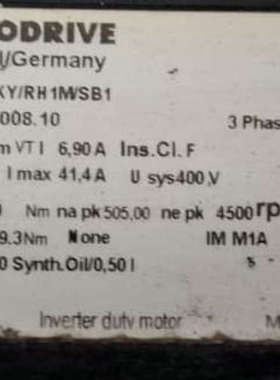 ODRIVE
/Germany
KY/RH1M/SB1
008.10
3 Phas
m VT I 6,90 A Ins.Cl. F
I max 41,4 A U sys400 V
Nm na pk 505,00 ne pk 4500 rp
9.3Nm None IM M1A
0 Synth.Oil/0,50 l
Inverter duty motor M